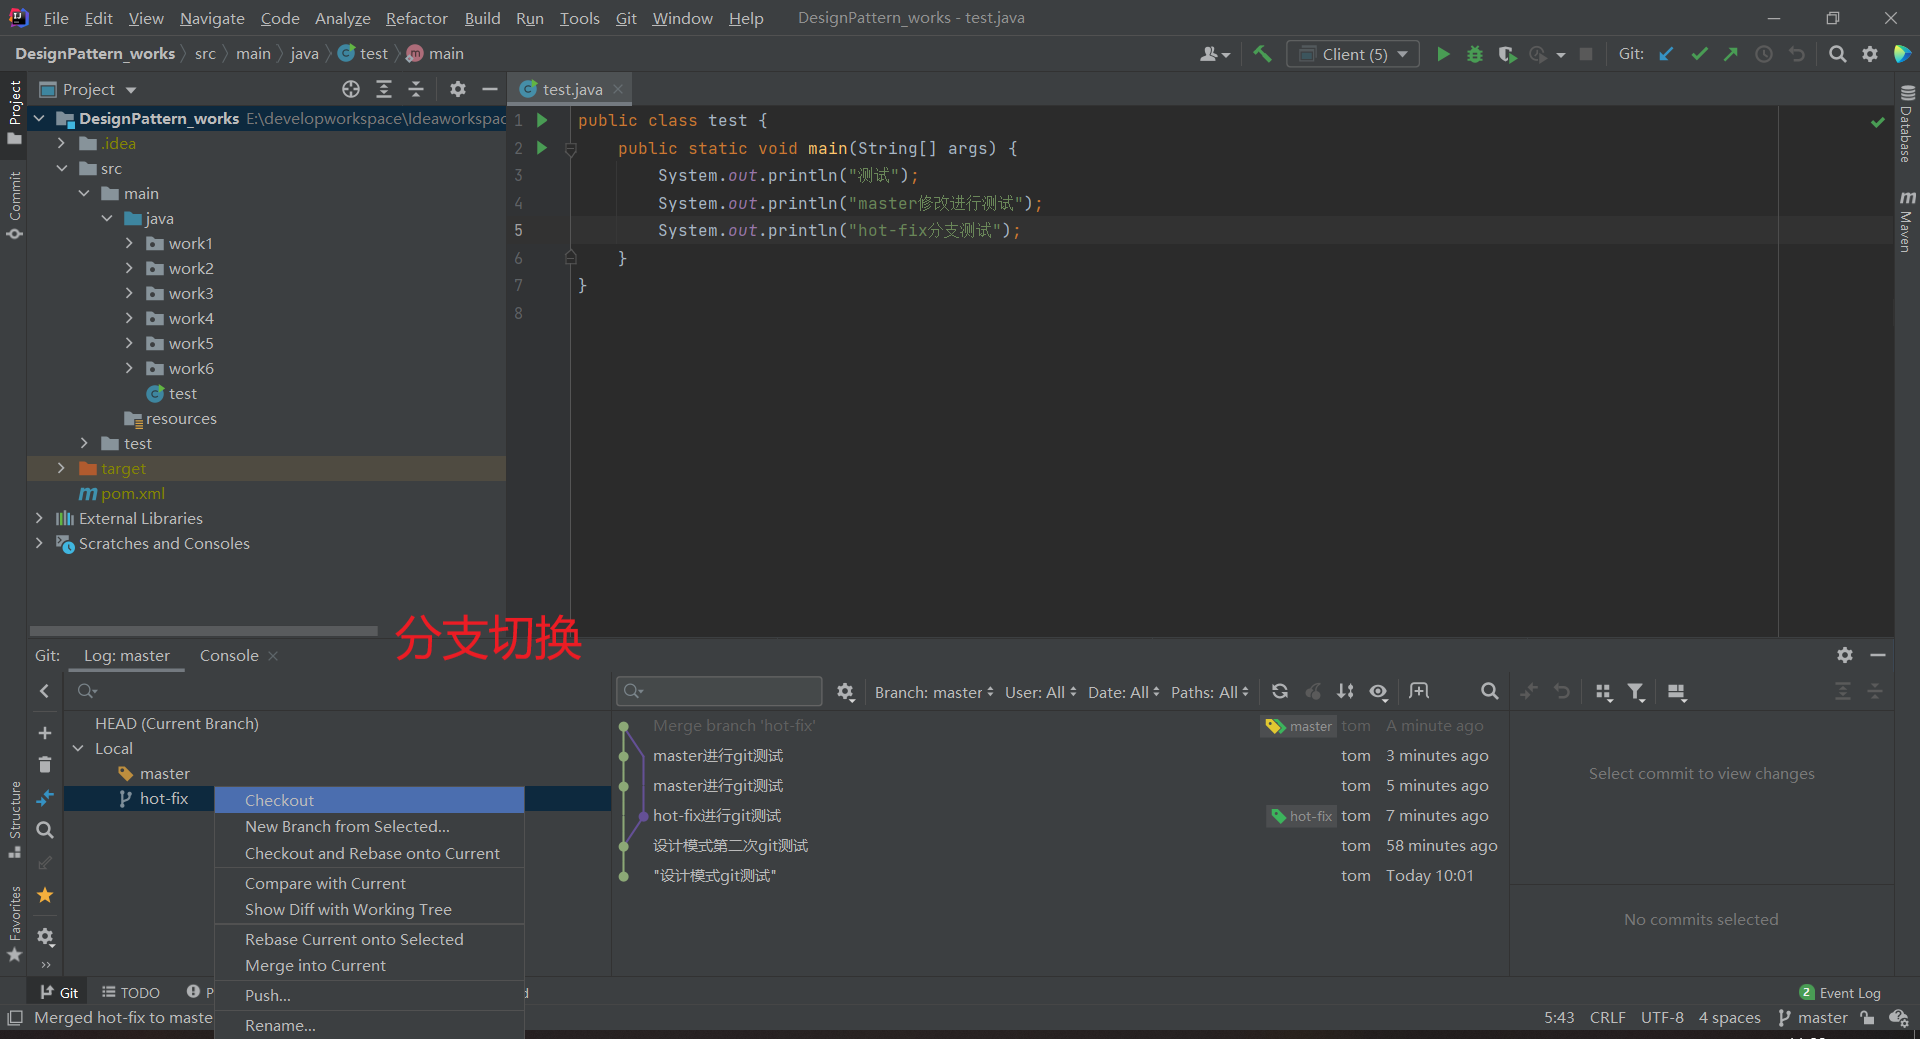 File Edit View Navigate Code Analyze Refactor Build Run Tools Git Window Help DesignPattern_works - test.java
DesignPattern_works src main java test main
Client (5) Git:
Project
test.java
DesignPattern_works E:\developworkspace\Ideaworkspac
.idea
src
main
java
work1
work2
work3
work4
work5
work6
test
resources
test
target
pom.xml
External Libraries
Scratches and Consoles
1 public class test {
2 public static void main(String[] args) {
3 System.out.println("测试");
4 System.out.println("master修改进行测试");
5 System.out.println("hot-fix分支测试");
6 }
7 }
8
Project
Commit
Structure
Favorites
Database
Maven
分支切换
Git: Log: master Console
Branch: master User: All Date: All Paths: All
HEAD (Current Branch)
Local
master
hot-fix
Checkout
New Branch from Selected...
Checkout and Rebase onto Current
Compare with Current
Show Diff with Working Tree
Rebase Current onto Selected
Merge into Current
Push...
Rename...
Merge branch 'hot-fix' master tom A minute ago
master进行git测试 tom 3 minutes ago
master进行git测试 tom 5 minutes ago
hot-fix进行git测试 hot-fix tom 7 minutes ago
设计模式第二次git测试 tom 58 minutes ago
"设计模式git测试" tom Today 10:01
Select commit to view changes
No commits selected
Git TODO P d
2 Event Log
Merged hot-fix to maste
5:43 CRLF UTF-8 4 spaces master